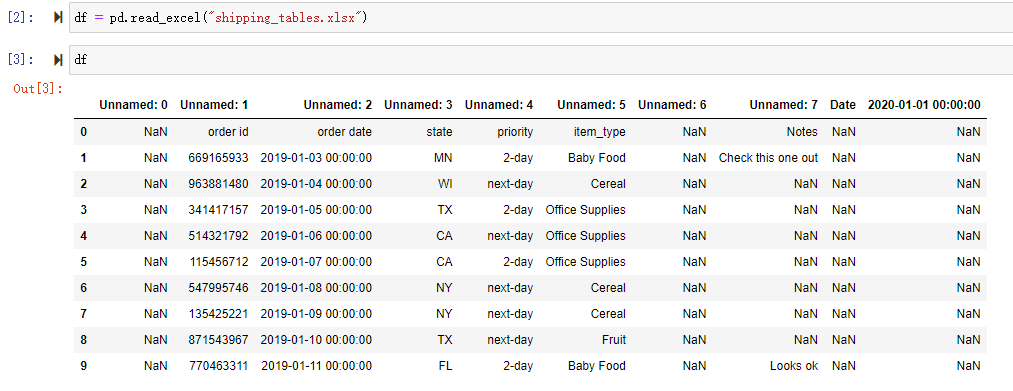 [2]: df = pd.read_excel("shipping_tables.xlsx")
[3]: df
Out[3]:
Unnamed: 0 Unnamed: 1 Unnamed: 2 Unnamed: 3 Unnamed: 4 Unnamed: 5 Unnamed: 6 Unnamed: 7 Date 2020-01-01 00:00:00
0 NaN order id order date state priority item_type NaN Notes NaN NaN
1 NaN 669165933 2019-01-03 00:00:00 MN 2-day Baby Food NaN Check this one out NaN NaN
2 NaN 963881480 2019-01-04 00:00:00 WI next-day Cereal NaN NaN NaN NaN
3 NaN 341417157 2019-01-05 00:00:00 TX 2-day Office Supplies NaN NaN NaN NaN
4 NaN 514321792 2019-01-06 00:00:00 CA next-day Office Supplies NaN NaN NaN NaN
5 NaN 115456712 2019-01-07 00:00:00 CA 2-day Office Supplies NaN NaN NaN NaN
6 NaN 547995746 2019-01-08 00:00:00 NY next-day Cereal NaN NaN NaN NaN
7 NaN 135425221 2019-01-09 00:00:00 NY next-day Cereal NaN NaN NaN NaN
8 NaN 871543967 2019-01-10 00:00:00 TX next-day Fruit NaN NaN NaN NaN
9 NaN 770463311 2019-01-11 00:00:00 FL 2-day Baby Food NaN Looks ok NaN NaN